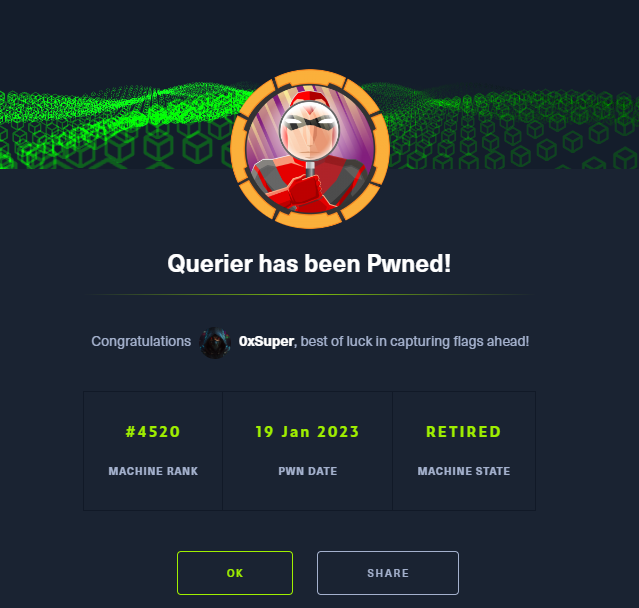 Querier has been Pwned!
Congratulations 0xSuper, best of luck in capturing flags ahead!
#4520 19 Jan 2023 RETIRED
MACHINE RANK PWN DATE MACHINE STATE
OK SHARE